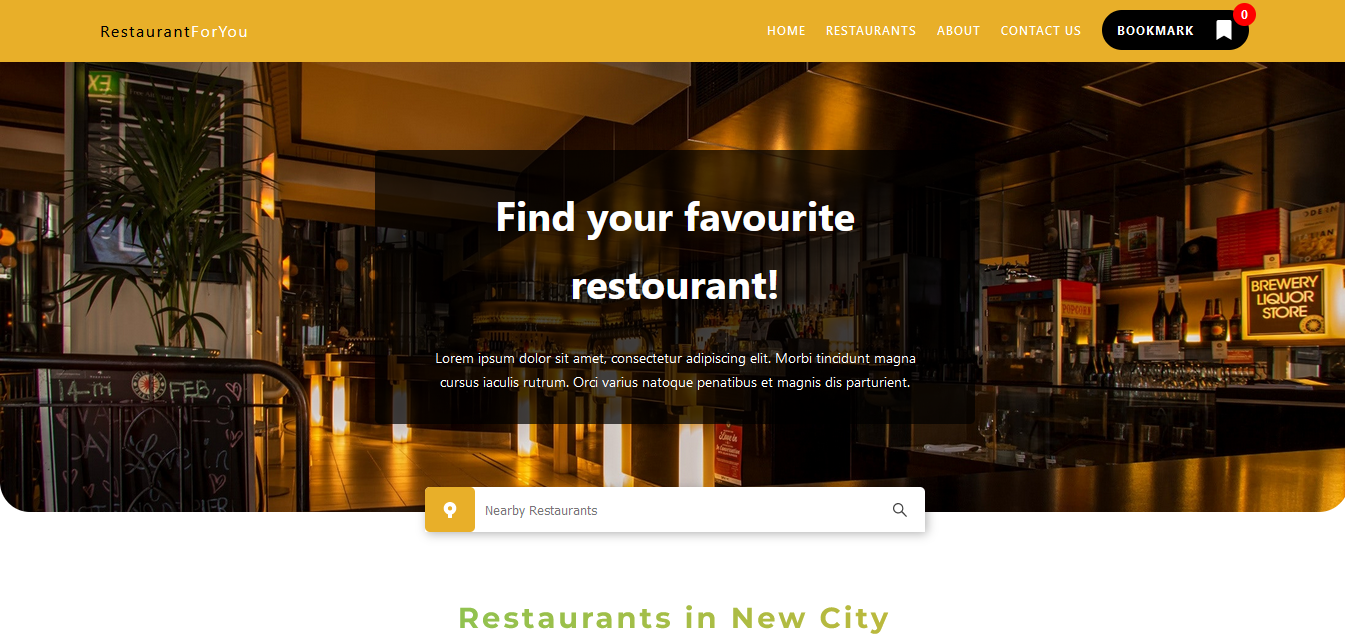 RestaurantForYou
HOME RESTAURANTS ABOUT CONTACT US BOOKMARK 0
EX
Find your favourite
restourant!
POPCORN
BREWERY
LIQUOR
STORE
Lorem ipsum dolor sit amet, consectetur adipiscing elit. Morbi tincidunt magna
cursus iaculis rutrum. Orci varius natoque penatibus et magnis dis parturient.
14TH FEB,
Nearby Restaurants
Restaurants in New City